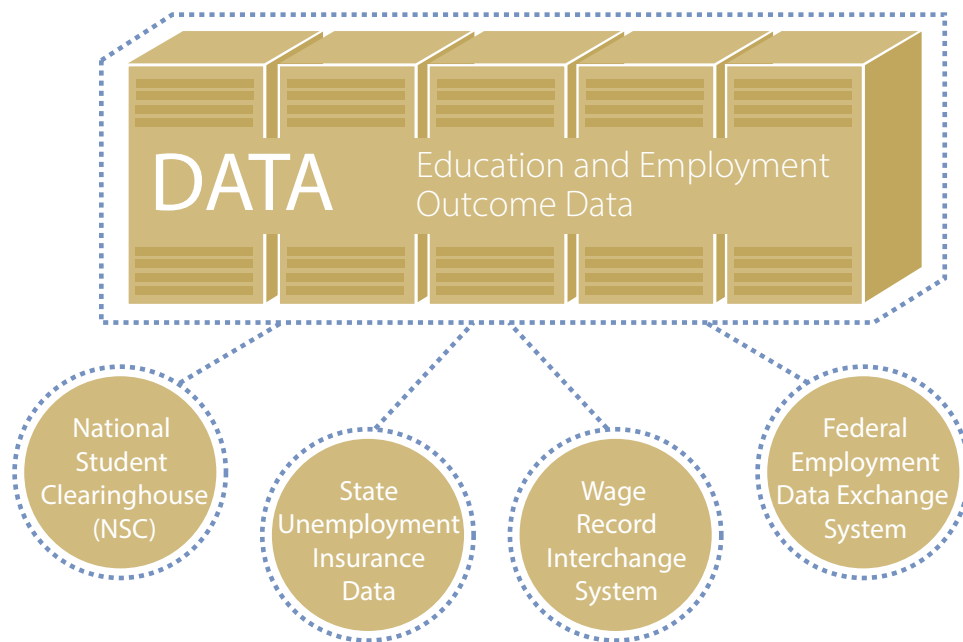 DATA
Education and Employment
Outcome Data
National
Student
Clearinghouse
(NSC)
State
Unemployment
Insurance
Data
Wage
Record
Interchange
System
Federal
Employment
Data Exchange
System